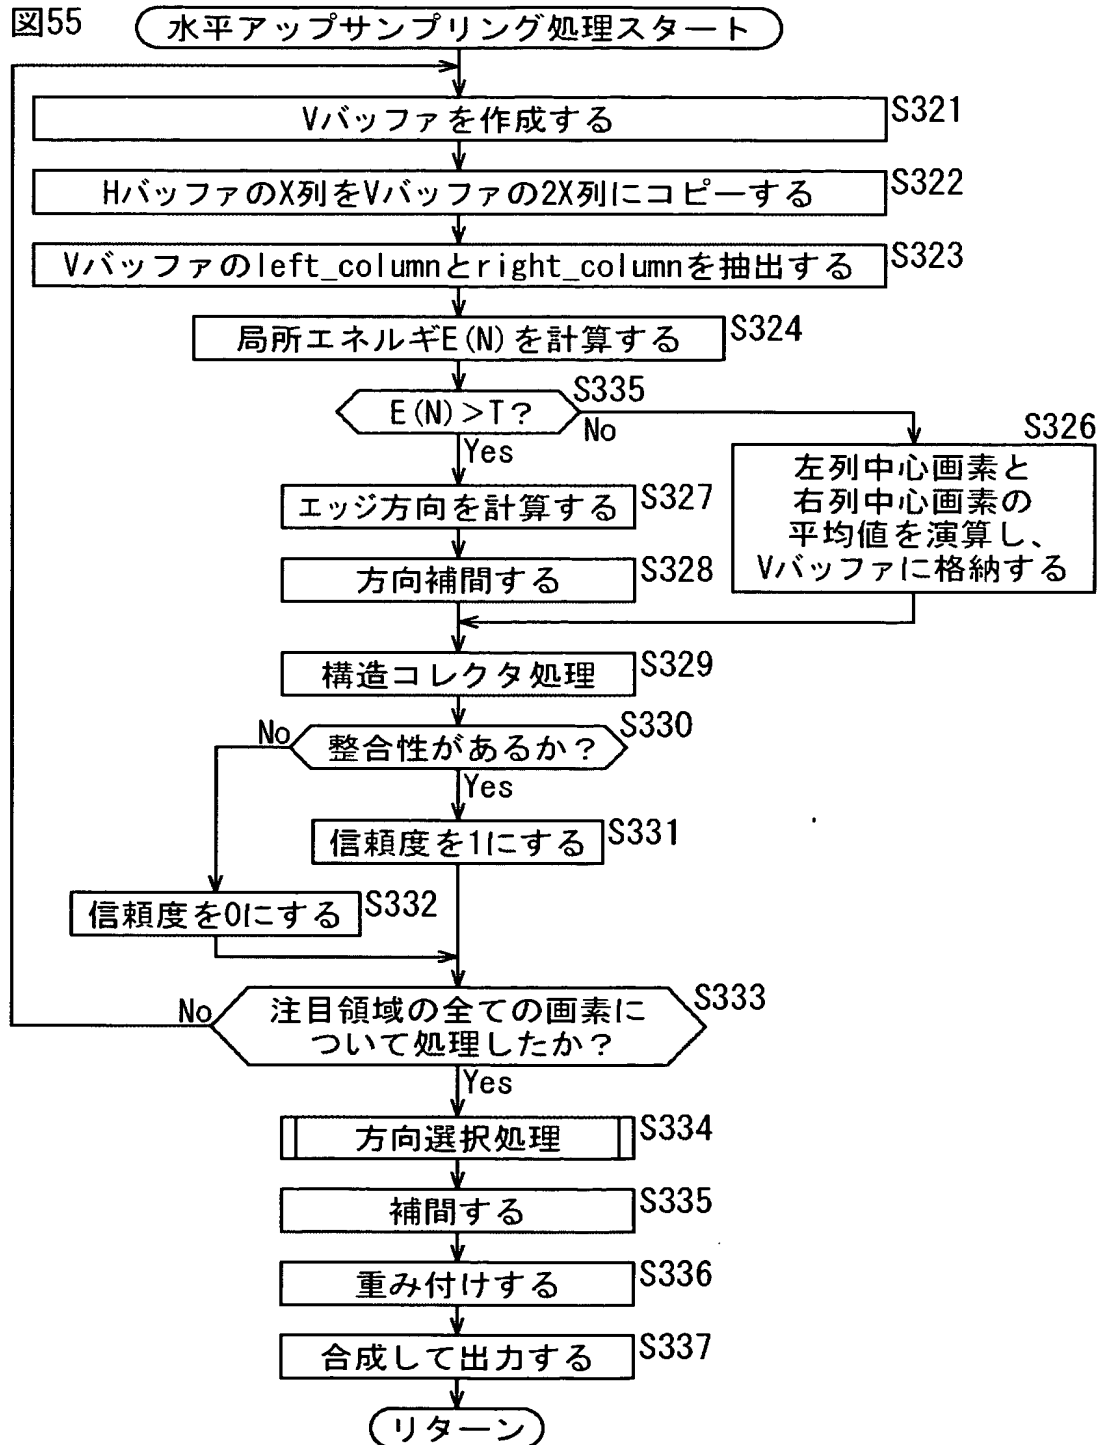 図55
水平アップサンプリング処理スタート
Vバッファを作成する
S321
HバッファのX列をVバッファの2X列にコピーする
S322
Vバッファのleft_columnとright_columnを抽出する
S323
局所エネルギE(N)を計算する
S324
E(N)>T?
S335
No
Yes
S326
左列中心画素と
右列中心画素の
平均値を演算し、
Vバッファに格納する
エッジ方向を計算する
S327
方向補間する
S328
構造コレクタ処理
S329
整合性があるか?
S330
No
Yes
信頼度を1にする
S331
信頼度を0にする
S332
注目領域の全ての画素に
ついて処理したか?
S333
No
Yes
方向選択処理
S334
補間する
S335
重み付けする
S336
合成して出力する
S337
リターン